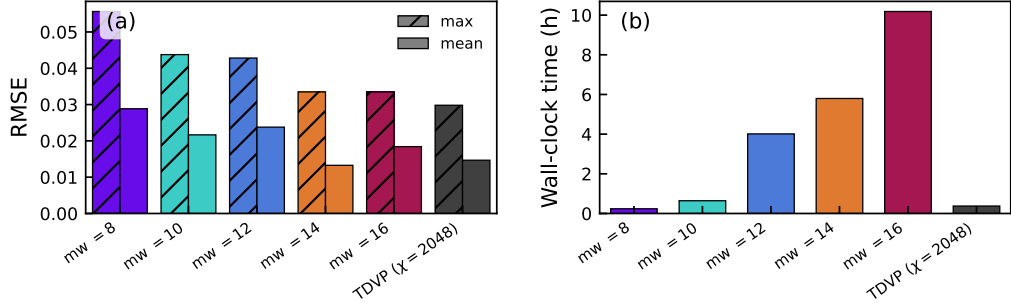 (a)
max
mean
RMSE
0.05
0.04
0.03
0.02
0.01
0.00
mw = 8
mw = 10
mw = 12
mw = 14
mw = 16
TDVP (χ = 2048)
(b)
Wall-clock time (h)
10
8
6
4
2
0
mw = 8
mw = 10
mw = 12
mw = 14
mw = 16
TDVP (χ = 2048)